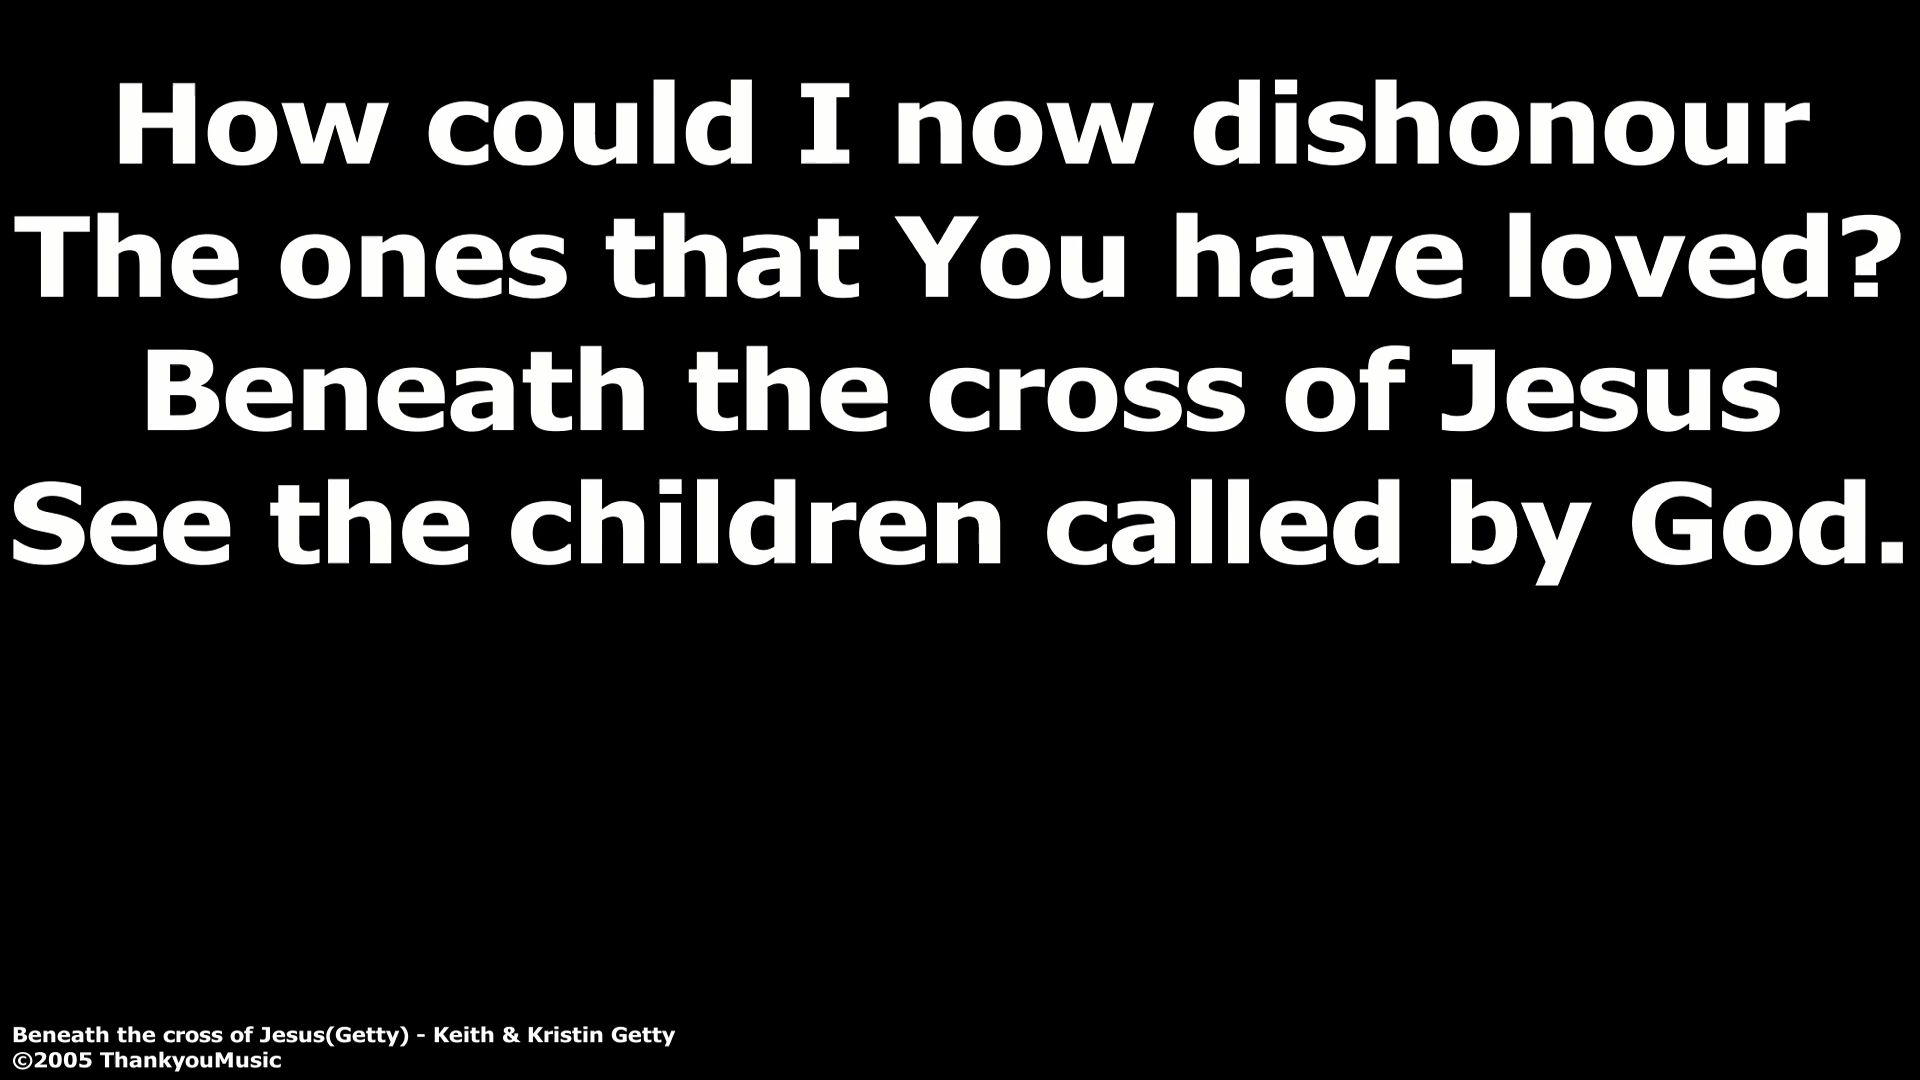 How could I now dishonour
The ones that You have loved?
Beneath the cross of Jesus
See the children called by God.
Beneath the cross of Jesus(Getty) - Keith & Kristin Getty
©2005 ThankyouMusic